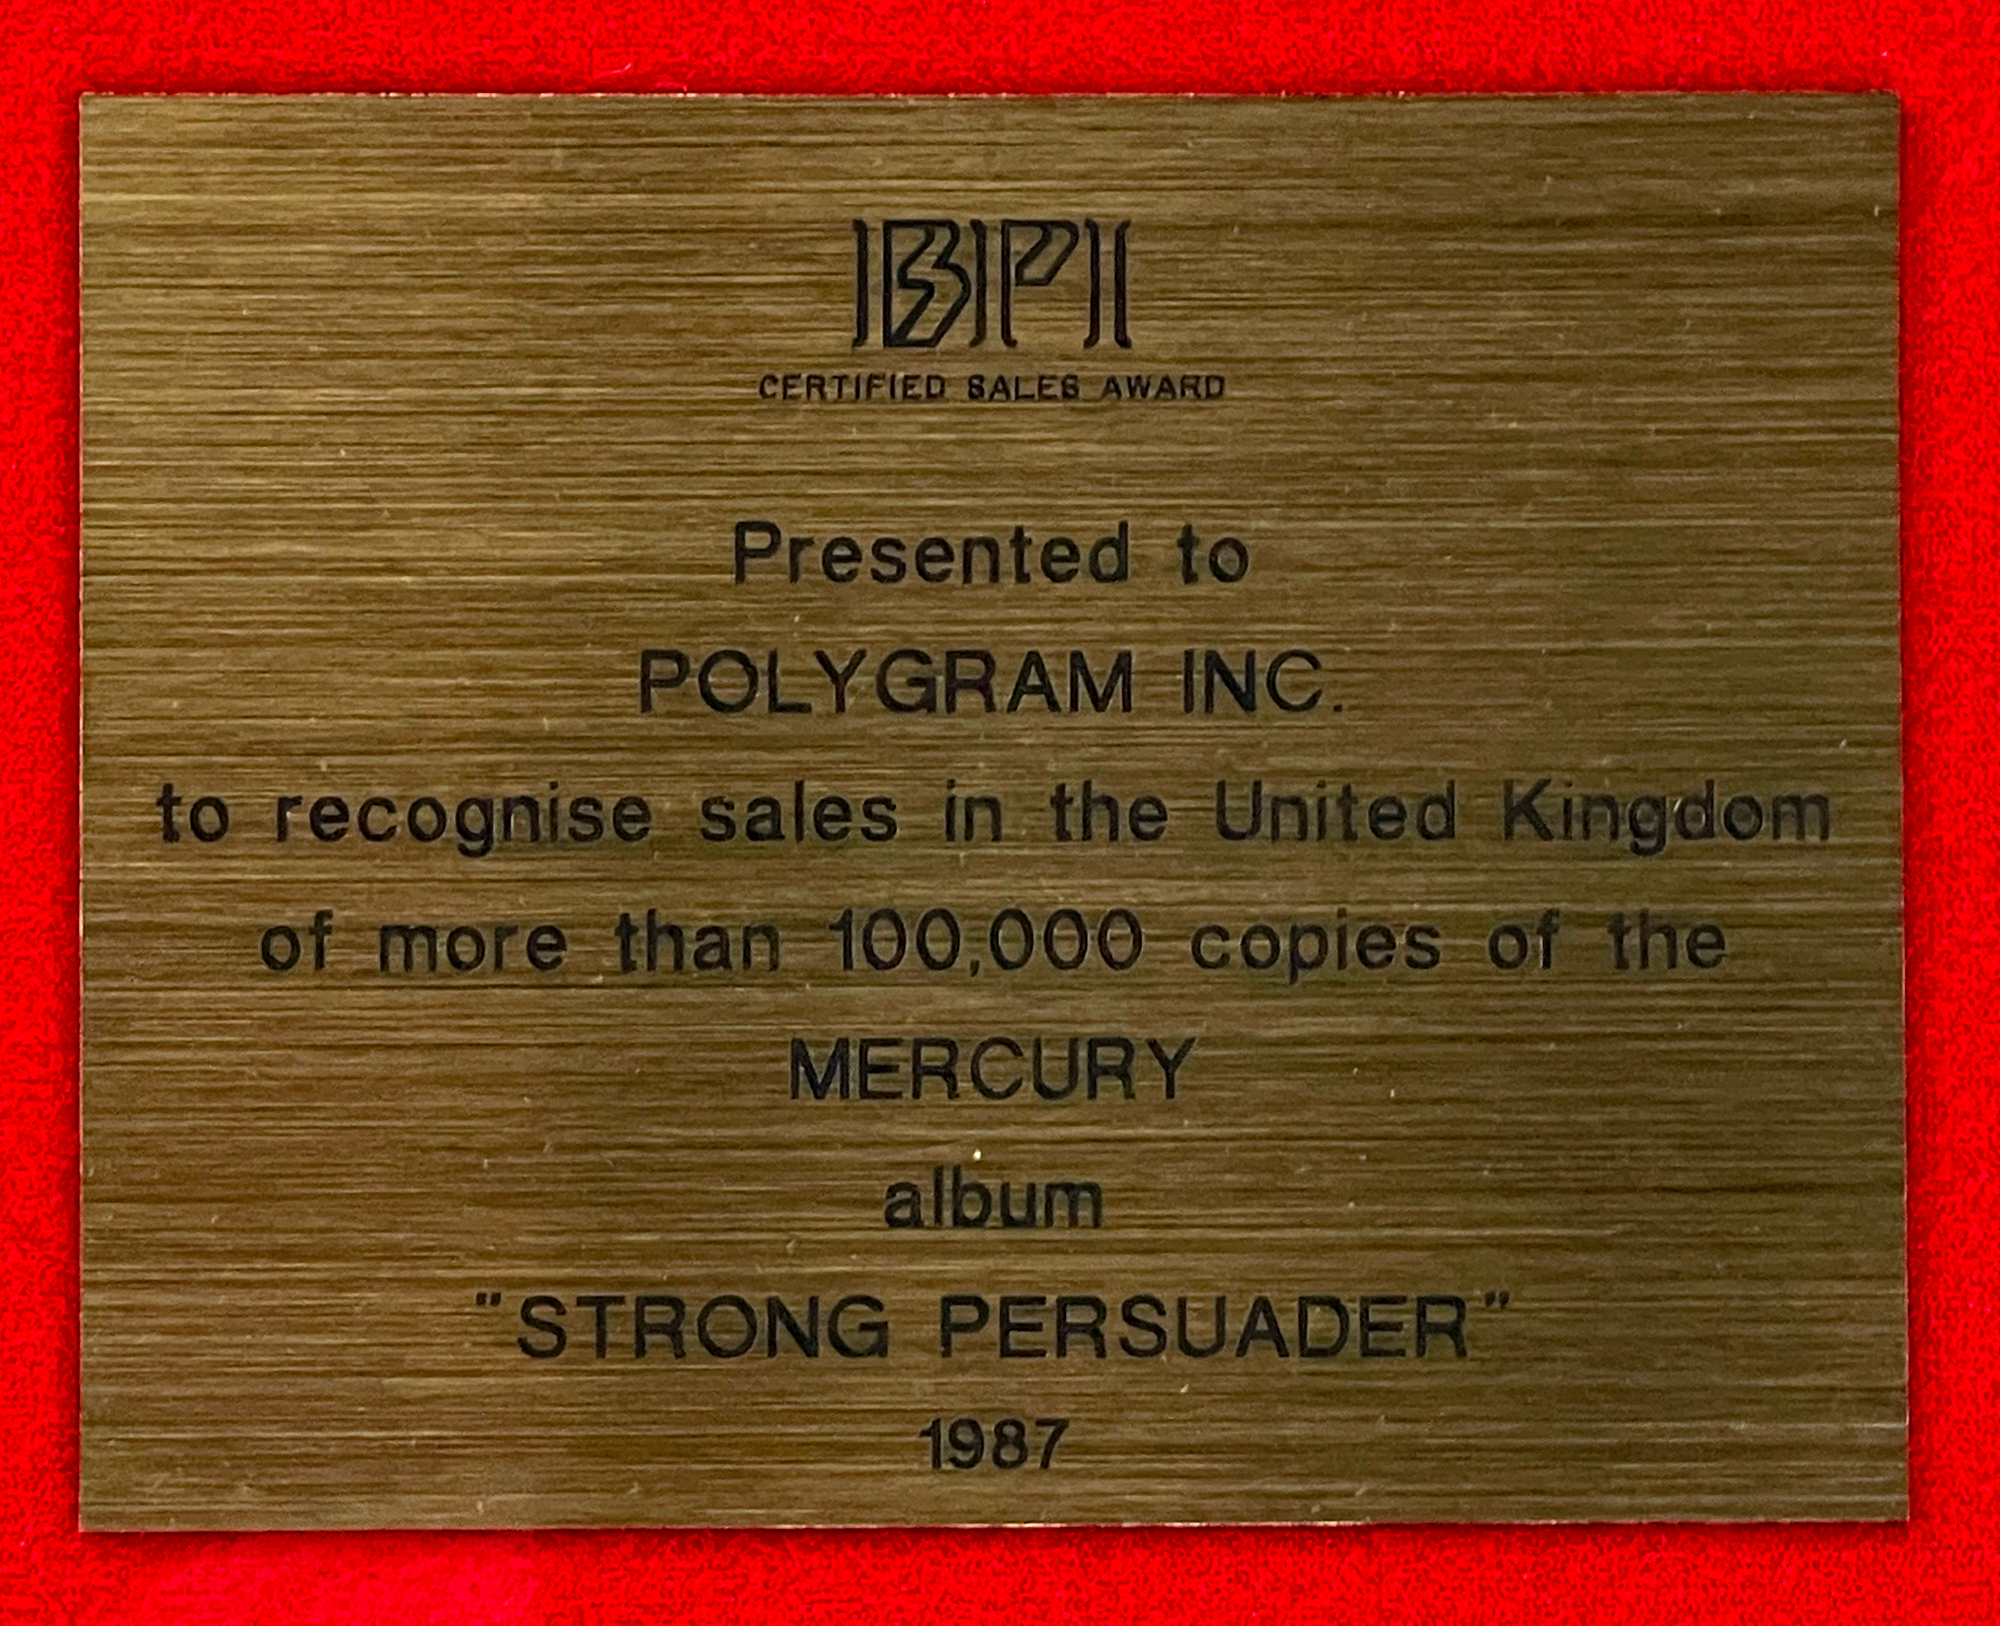 BPI
CERTIFIED SALES AWARD
Presented to
POLYGRAM INC.
to recognise sales in the United Kingdom
of more than 100,000 copies of the
MERCURY
album
"STRONG PERSUADER"
1987